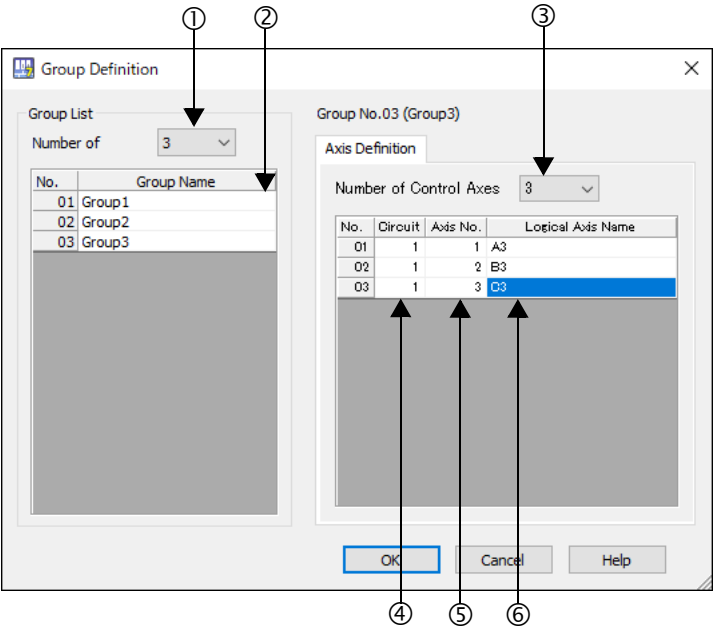 ① ② ③
Group Definition
Group List
Number of 3
No. Group Name
01 Group1
02 Group2
03 Group3
Group No.03 (Group3)
Axis Definition
Number of Control Axes 3
No. Circuit Axis No. Logical Axis Name
01 1 1 A3
02 1 2 B3
03 1 3 C3
OK Cancel Help
④ ⑤ ⑥